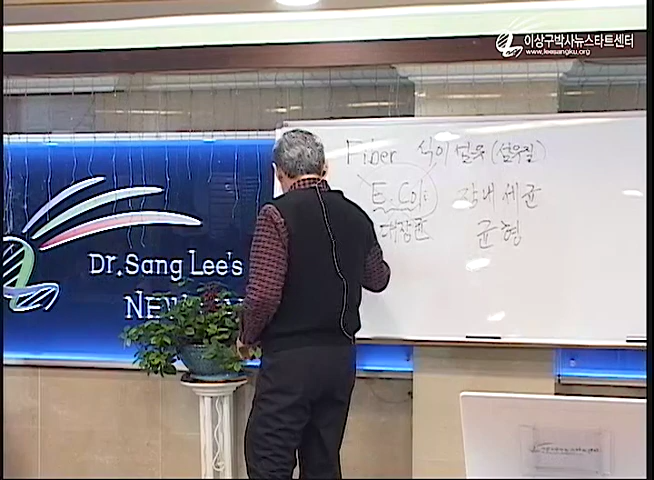 이상구박사뉴스타트센터
www.leesangku.org
Fiber 식이 섬유 (섬유질)
E. Coli 장내 세균
대장균 균형
Dr.Sang Lee's
NEW